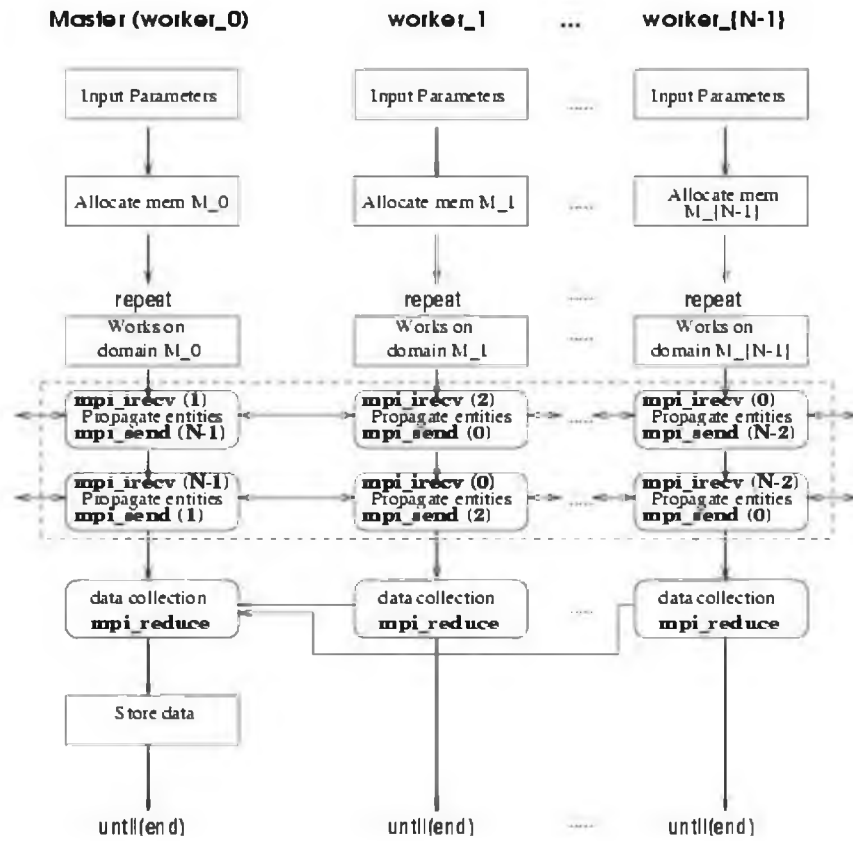 Master (worker_0) worker_1 ... worker_{N-1}
Input Parameters Input Parameters ..... Input Parameters
Allocate mem M_0 Allocate mem M_1 ..... Allocate mem
M_{N-1}
repeat repeat ..... repeat
Works on Works on Works on
domain M_0 domain M_1 ..... domain M_{N-1}
mpi_irecv (1) mpi_irecv (2) mpi_irecv (0)
Propagate entities Propagate entities ..... Propagate entities
mpi_send (N-1) mpi_send (0) mpi_send (N-2)
mpi_irecv (N-1) mpi_irecv (0) mpi_irecv (N-2)
Propagate entities Propagate entities ..... Propagate entities
mpi_send (1) mpi_send (2) mpi_send (0)
data collection data collection ..... data collection
mpi_reduce mpi_reduce mpi_reduce
Store data
until(end) until(end) ..... until(end)